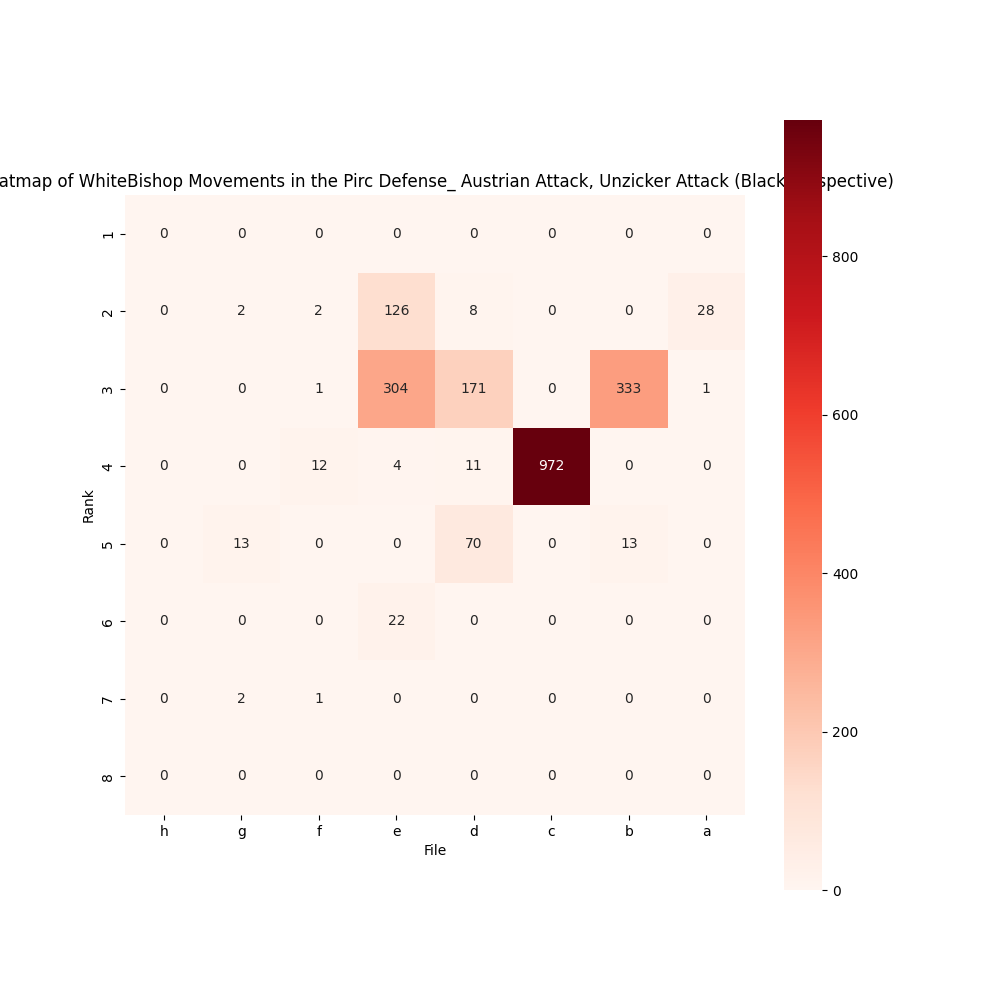 atmap of WhiteBishop Movements in the Pirc Defense_ Austrian Attack, Unzicker Attack (Black spective)
1 0 0 0 0 0 0 0 0
2 0 2 2 126 8 0 0 28
3 0 0 1 304 171 0 333 1
4 0 0 12 4 11 972 0 0
5 0 13 0 0 70 0 13 0
6 0 0 0 22 0 0 0 0
7 0 2 1 0 0 0 0 0
8 0 0 0 0 0 0 0 0
h g f e d c b a
File
Rank
800
600
400
200
0